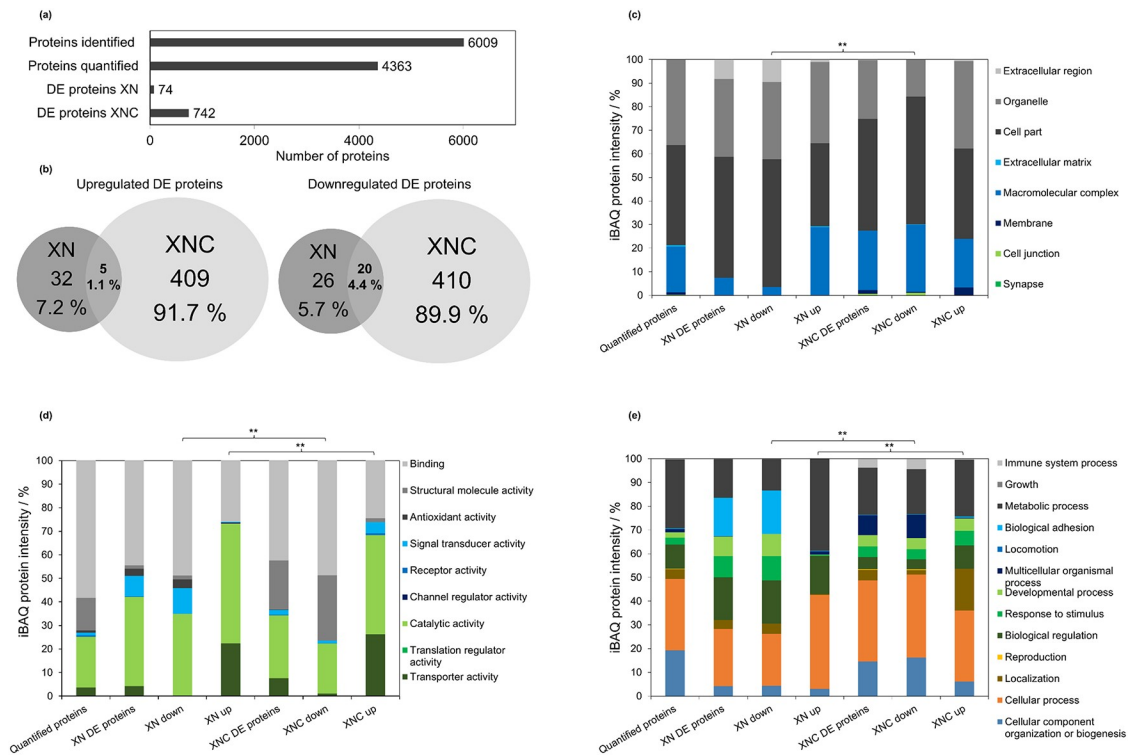 (a)
Proteins identified
6009
Proteins quantified
4363
DE proteins XN
74
DE proteins XNC
742
0
2000
4000
6000
Number of proteins
(b)
Upregulated DE proteins
XN
32
7.2 %
5
1.1 %
XNC
409
91.7 %
Downregulated DE proteins
XN
26
5.7 %
20
4.4 %
XNC
410
89.9 %
(c)
**
iBAQ protein intensity / %
100
90
80
70
60
50
40
30
20
10
0
Quantified proteins
XN DE proteins
XN down
XN up
XNC DE proteins
XNC down
XNC up
Extracellular region
Organelle
Cell part
Extracellular matrix
Macromolecular complex
Membrane
Cell junction
Synapse
(d)
**
**
iBAQ protein intensity / %
100
90
80
70
60
50
40
30
20
10
0
Quantified proteins
XN DE proteins
XN down
XN up
XNC DE proteins
XNC down
XNC up
Binding
Structural molecule activity
Antioxidant activity
Signal transducer activity
Receptor activity
Channel regulator activity
Catalytic activity
Translation regulator
activity
Transporter activity
(e)
**
**
iBAQ protein intensity / %
100
90
80
70
60
50
40
30
20
10
0
Quantified proteins
XN DE proteins
XN down
XN up
XNC DE proteins
XNC down
XNC up
Immune system process
Growth
Metabolic process
Biological adhesion
Locomotion
Multicellular organismal
process
Developmental process
Response to stimulus
Biological regulation
Reproduction
Localization
Cellular process
Cellular component
organization or biogenesis